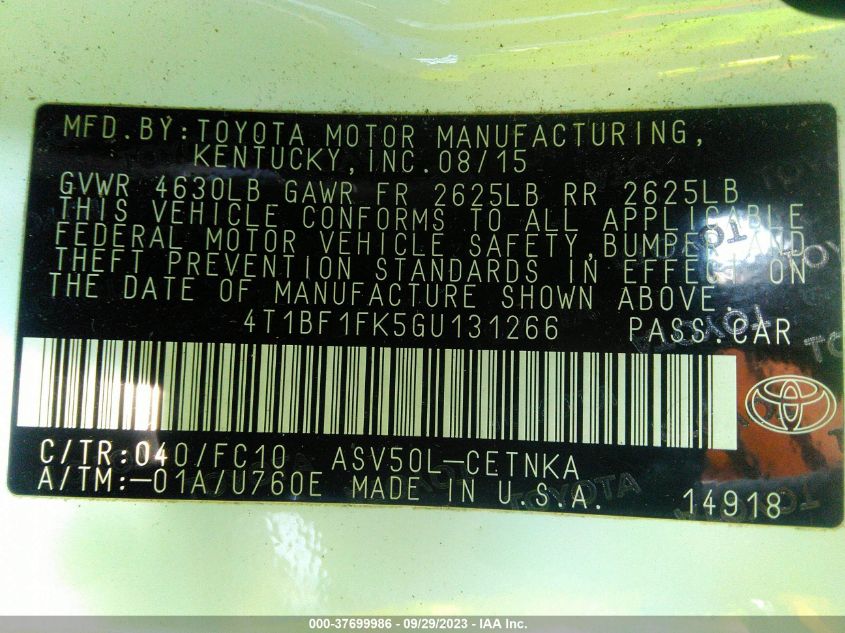 MFD.BY:TOYOTA MOTOR MANUFACTURING,
KENTUCKY,INC.08/15
GVWR 4630LB GAWR FR 2625LB RR 2625LB
THIS VEHICLE CONFORMS TO ALL APPLICABLE
FEDERAL MOTOR VEHICLE SAFETY,BUMPER,AND
THEFT PREVENTION STANDARDS IN EFFECT ON
THE DATE OF MANUFACTURE SHOWN ABOVE
4T1BF1FK5GU131266 PASS.CAR
C/TR:040/FC10 ASV50L-CETNKA
A/TM:-01A/U760E MADE IN U.S.A. 14918
TOYOTA
000-37699986 - 09/29/2023 - IAA Inc.